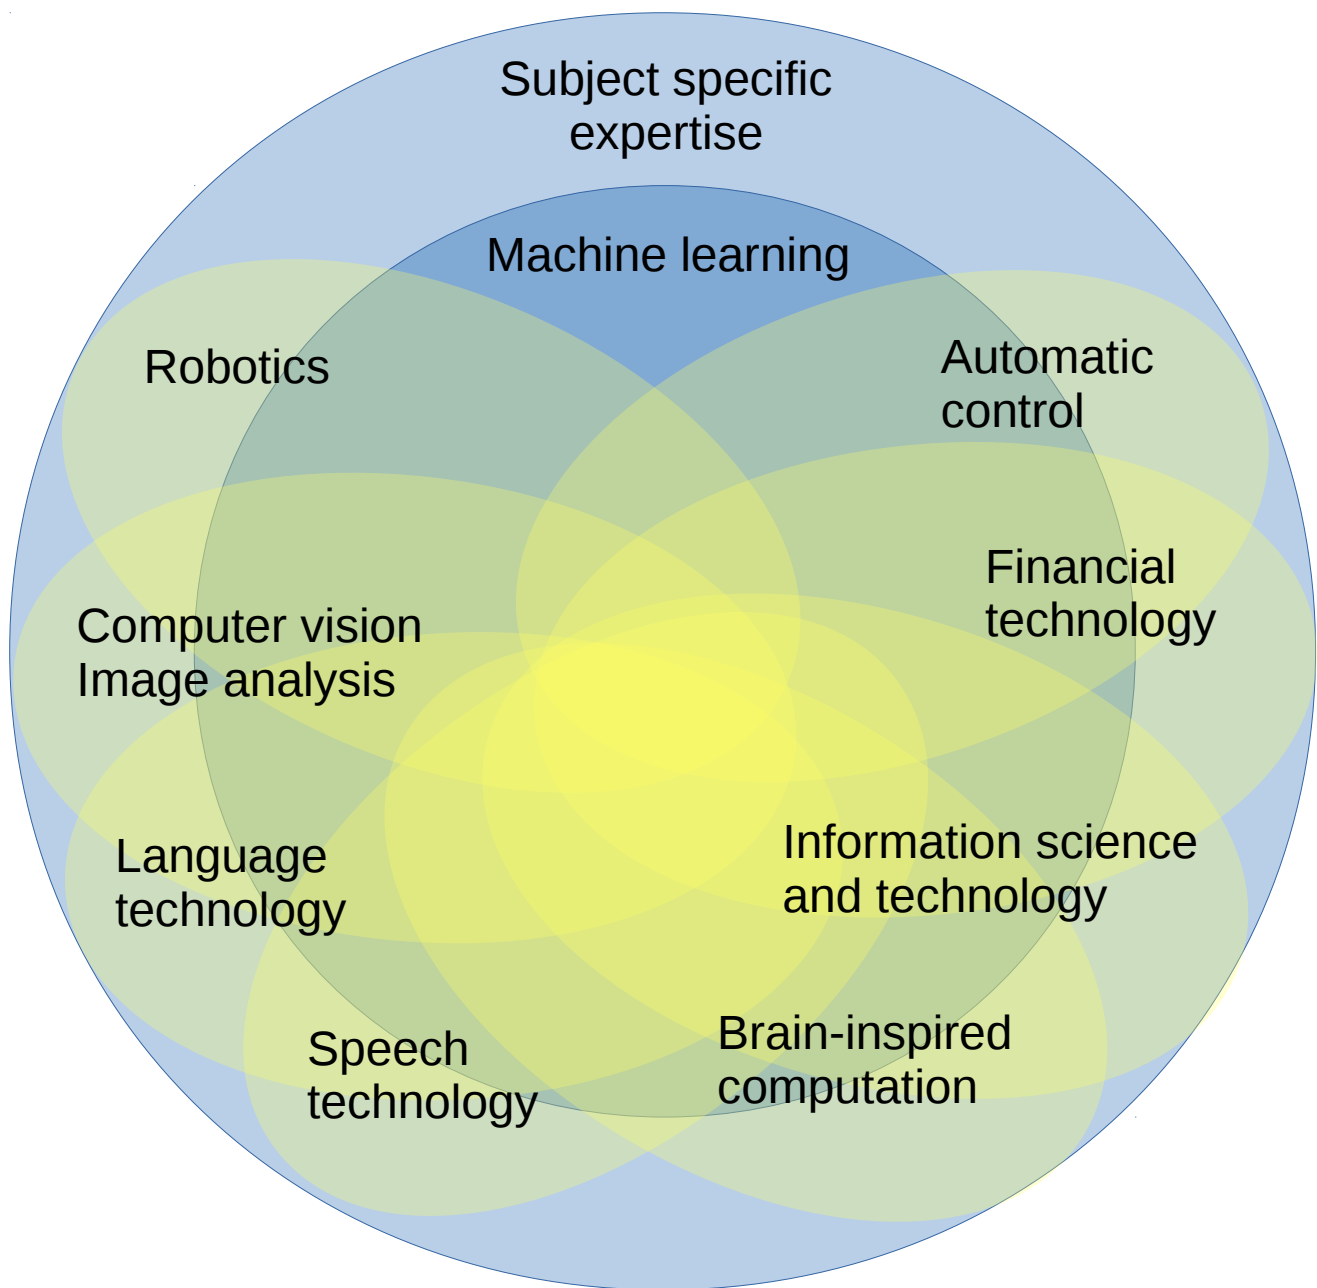 Subject specific
expertise
Machine learning
Robotics
Automatic
control
Financial
technology
Computer vision
Image analysis
Language
technology
Information science
and technology
Speech
technology
Brain-inspired
computation